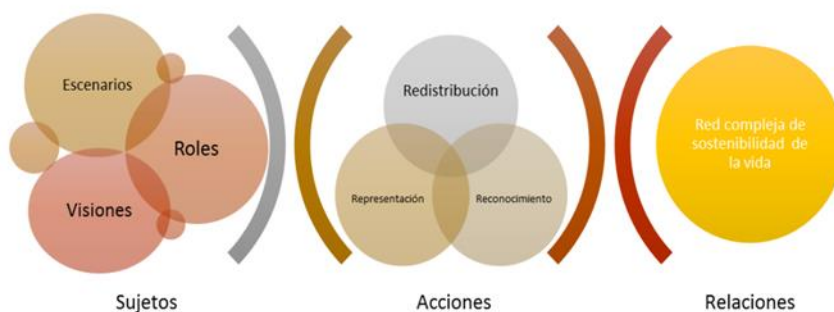 Escenarios
Roles
Visiones
Sujetos
Redistribución
Representación
Reconocimiento
Acciones
Red compleja de
sostenibilidad de
la vida
Relaciones